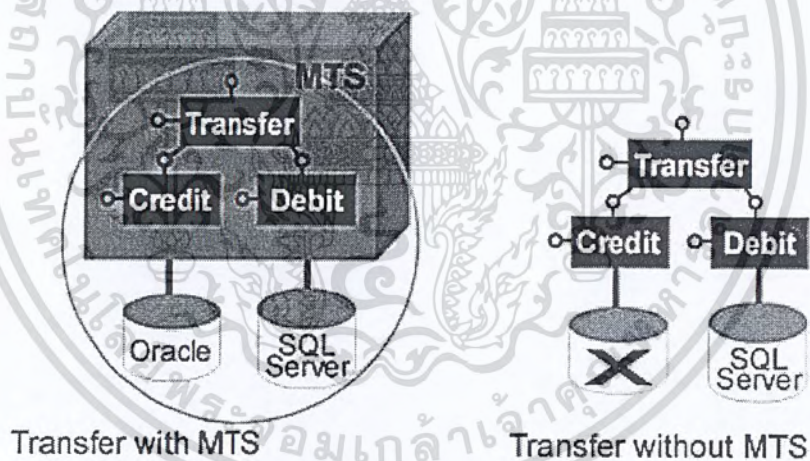 MTS
Transfer
Credit
Debit
Oracle
SQL
Server
Transfer with MTS
Transfer
Credit
Debit
X
SQL
Server
Transfer without MTS